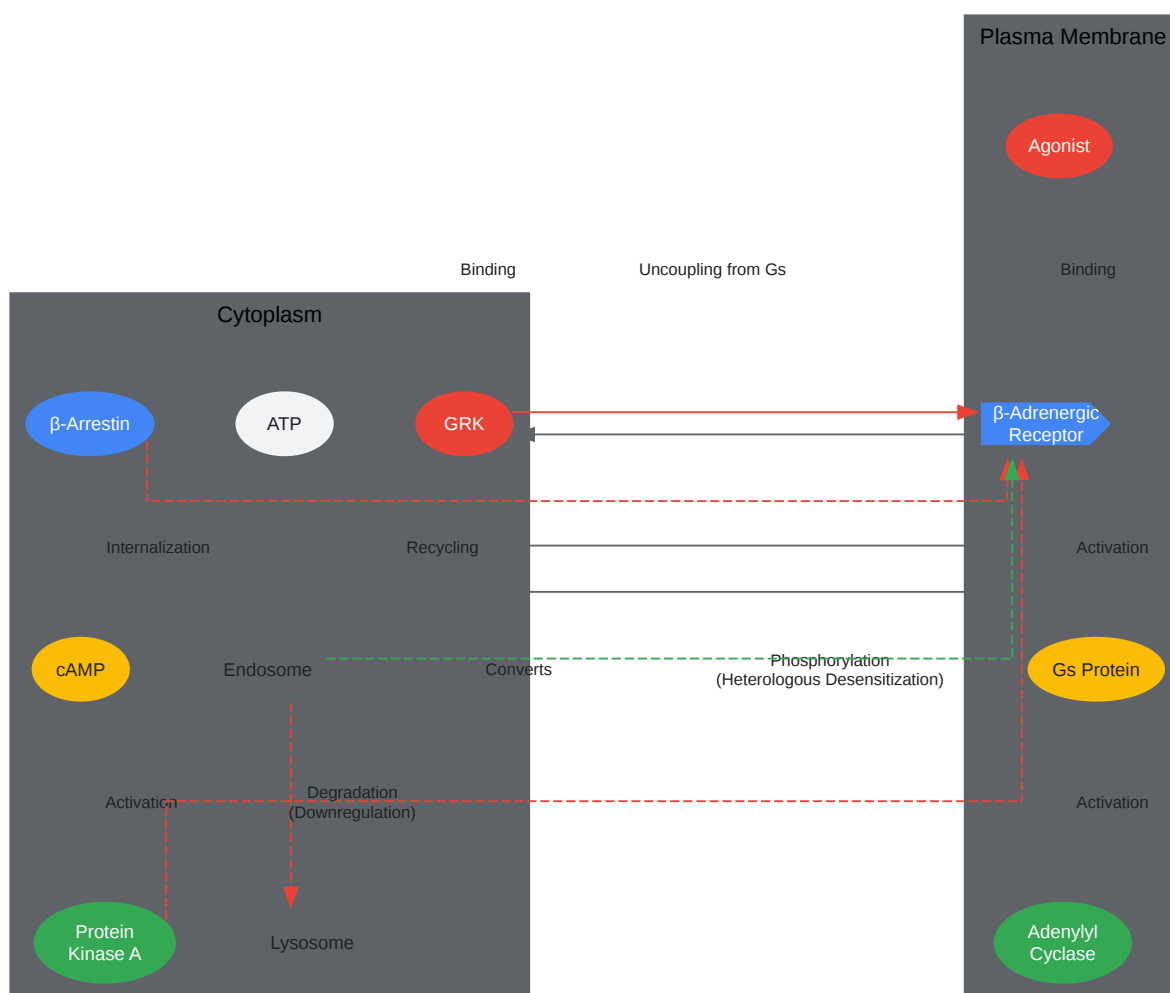 Plasma Membrane
Agonist
Binding
Uncoupling from Gs
Binding
Cytoplasm
β-Arrestin
ATP
GRK
β-Adrenergic
Receptor
Internalization
Recycling
Activation
cAMP
Endosome
Converts
Phosphorylation
(Heterologous Desensitization)
Gs Protein
Activation
Degradation
(Downregulation)
Activation
Protein
Kinase A
Lysosome
Adenylyl
Cyclase